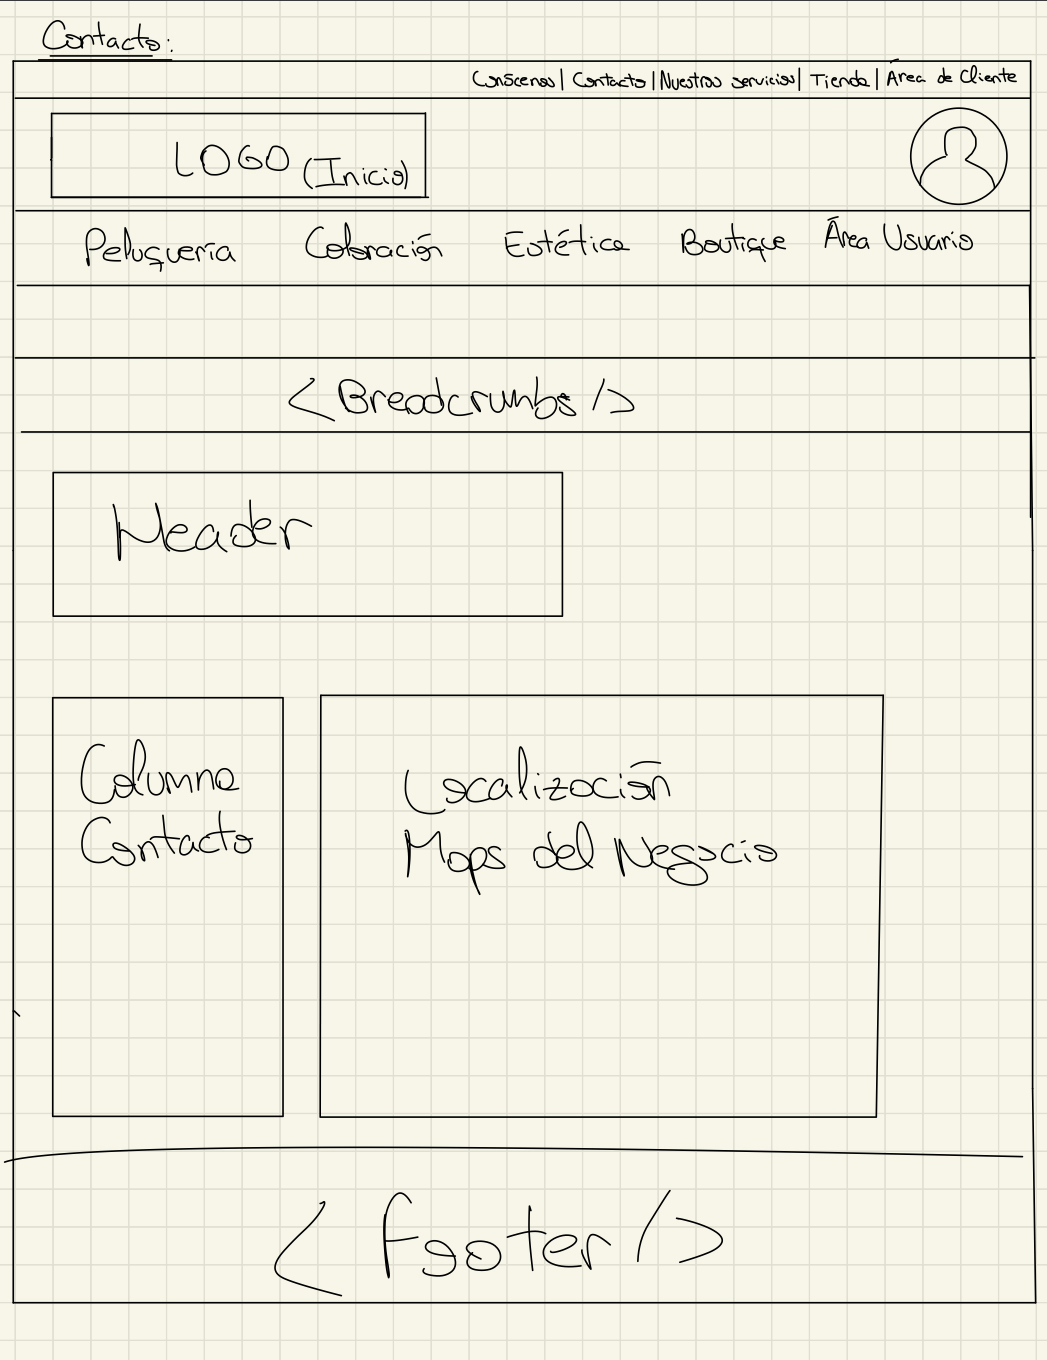 Contacto:
Conócenos | Contacto | Nuestros servicios | Tienda | Área de Cliente
LOGO (Inicio)
Peluquería Coloración Estética Boutique Área Usuario
< Breadcrumbs />
Header
Columna
Contacto
Localización
Maps del Negocio
< Footer />